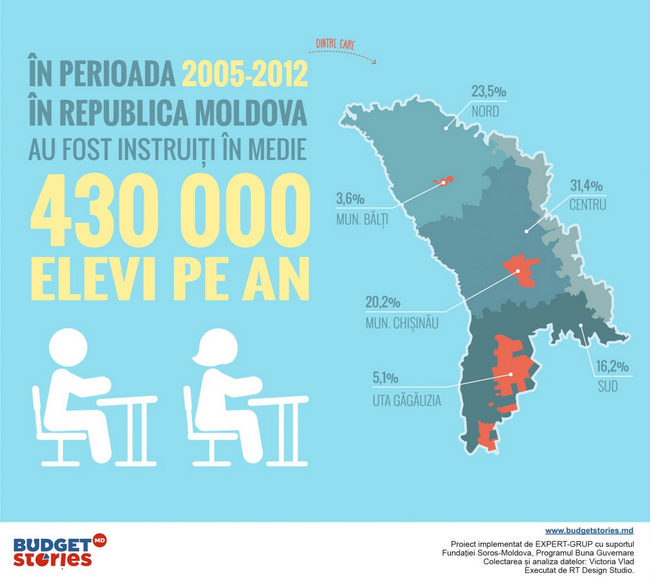 ÎN PERIOADA 2005-2012
ÎN REPUBLICA MOLDOVA
AU FOST INSTRUIȚI ÎN MEDIE
430 000
ELEVI PE AN
DINTRE CARE
23,5%
NORD
31,4%
CENTRU
3,6%
MUN. BĂLȚI
20,2%
MUN. CHIȘINĂU
5,1%
UTA GĂGĂUZIA
16,2%
SUD
BUDGET MD
stories
www.budgetstories.md
Proiect implementat de EXPERT-GRUP cu suportul
Fundației Soros-Moldova, Programul Buna Guvernare
Colectarea și analiza datelor: Victoria Vlad
Executat de RT Design Studio.